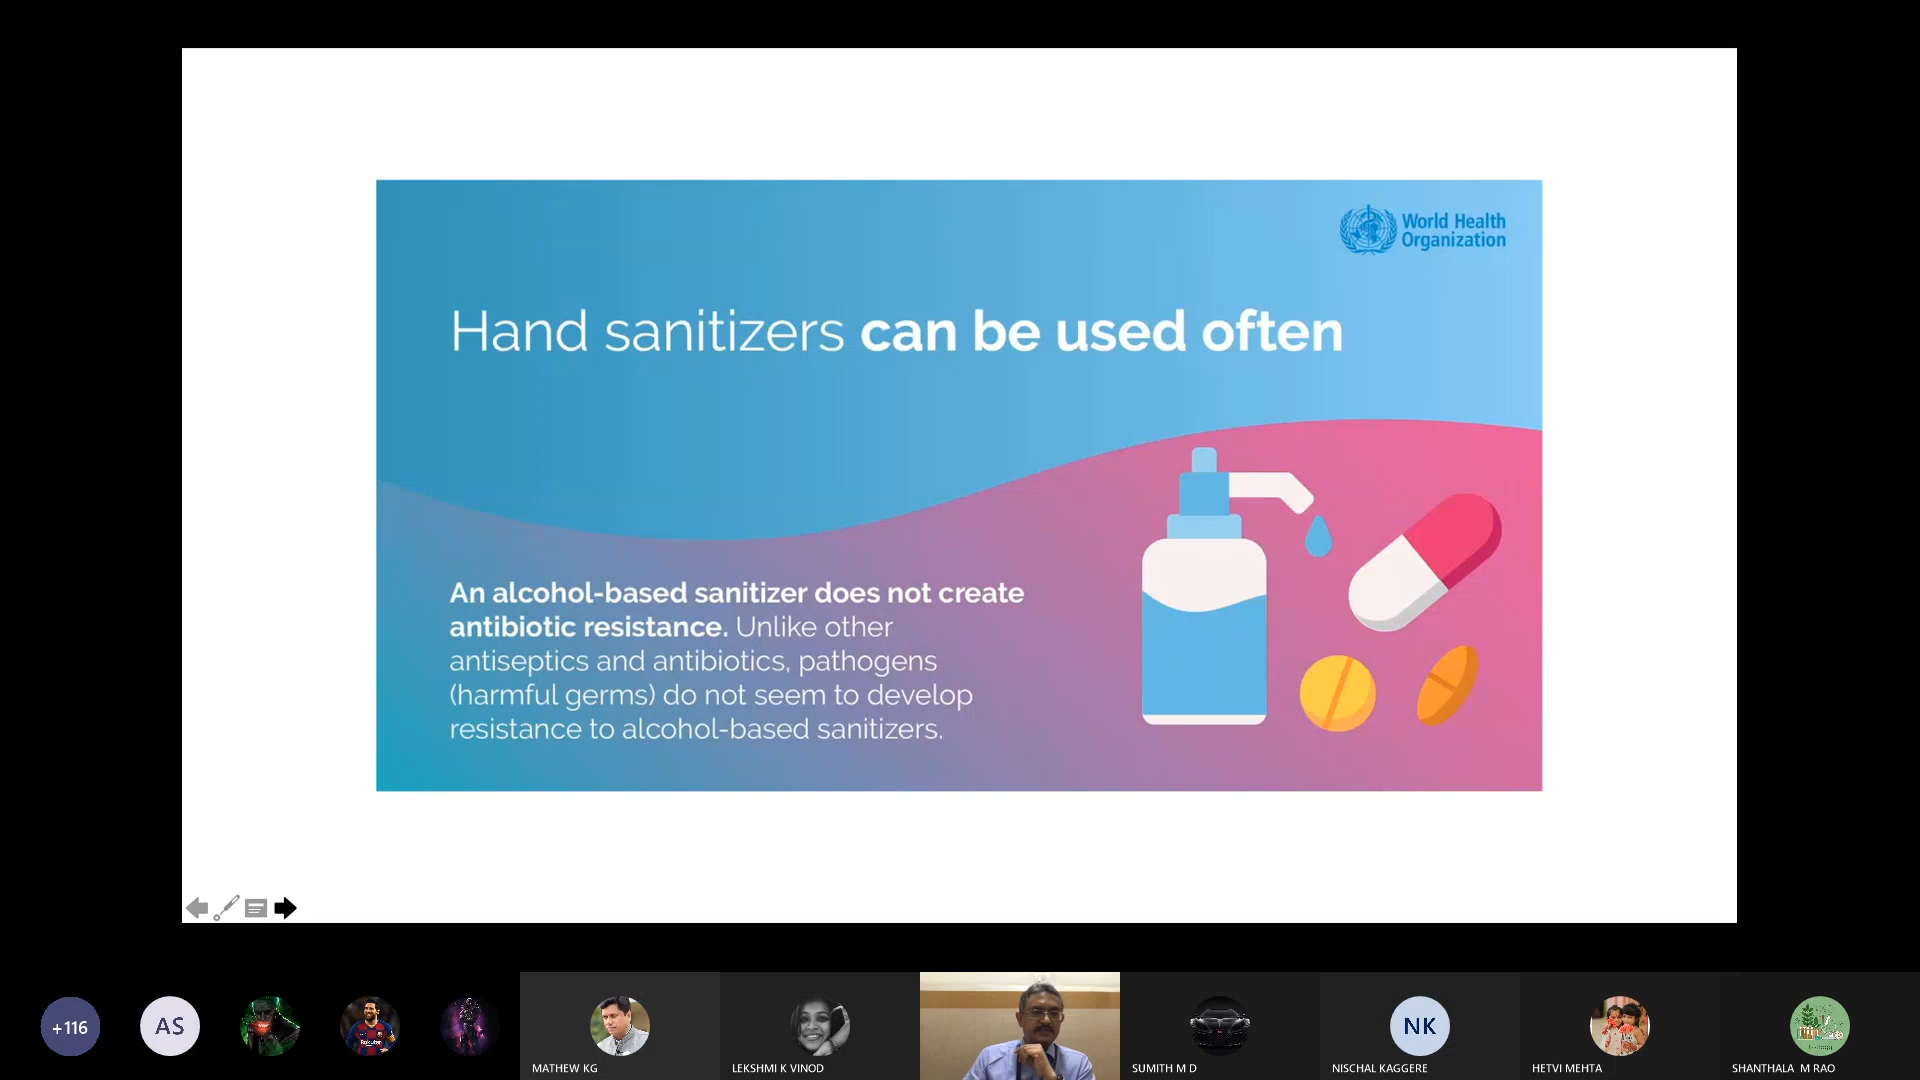 World Health
Organization
Hand sanitizers can be used often
An alcohol-based sanitizer does not create
antibiotic resistance. Unlike other
antiseptics and antibiotics, pathogens
(harmful germs) do not seem to develop
resistance to alcohol-based sanitizers.
+116
AS
Rakuten
MATHEW KG
LEKSHMI K VINOD
SUMITH M D
NK
NISCHAL KAGGERE
HETVI MEHTA
SHANTHALA M RAO